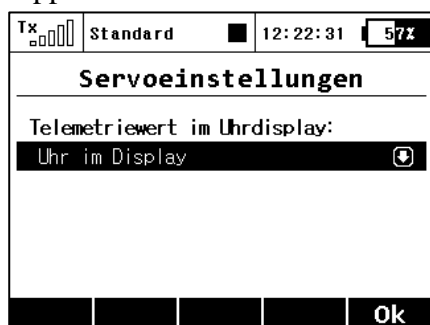 Tx Standard 12:22:31 57%
Servoeinstellungen
Telemetriewert im Uhrdisplay:
Uhr im Display
Ok